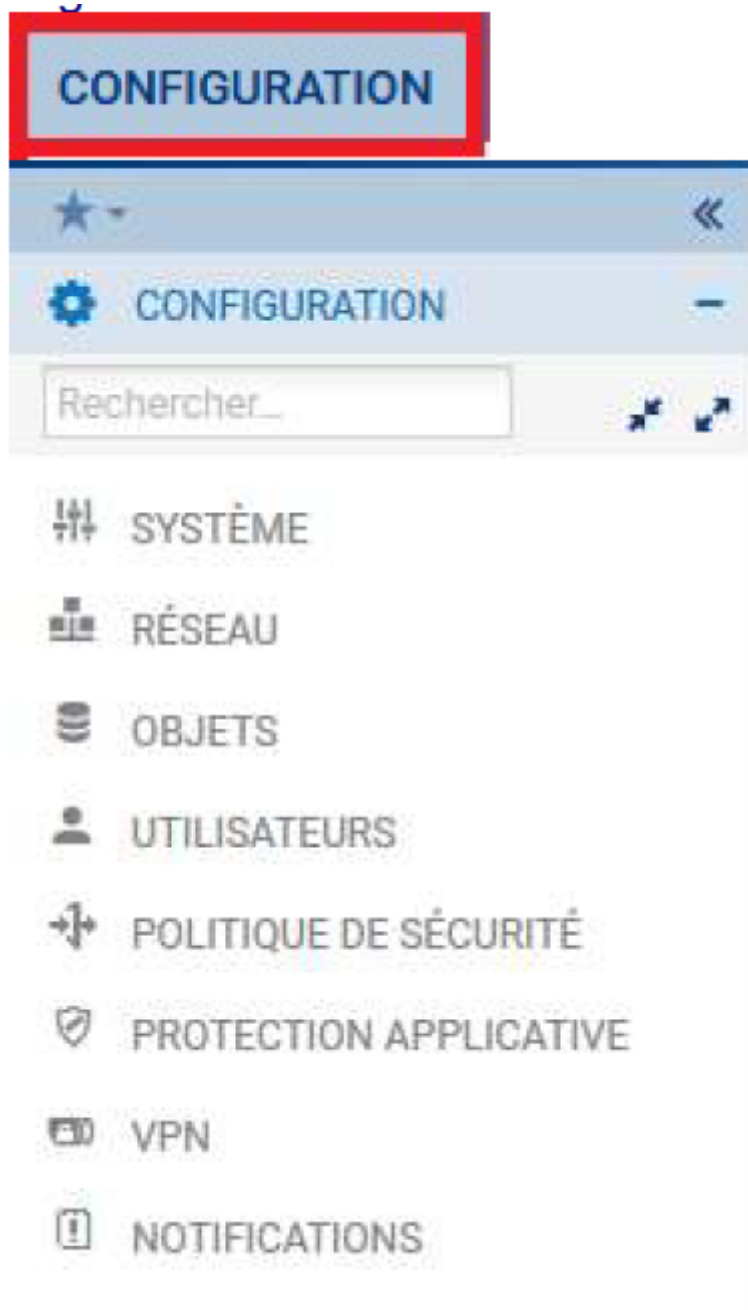 CONFIGURATION
CONFIGURATION
Rechercher...
SYSTÈME
RÉSEAU
OBJETS
UTILISATEURS
POLITIQUE DE SÉCURITÉ
PROTECTION APPLICATIVE
VPN
NOTIFICATIONS